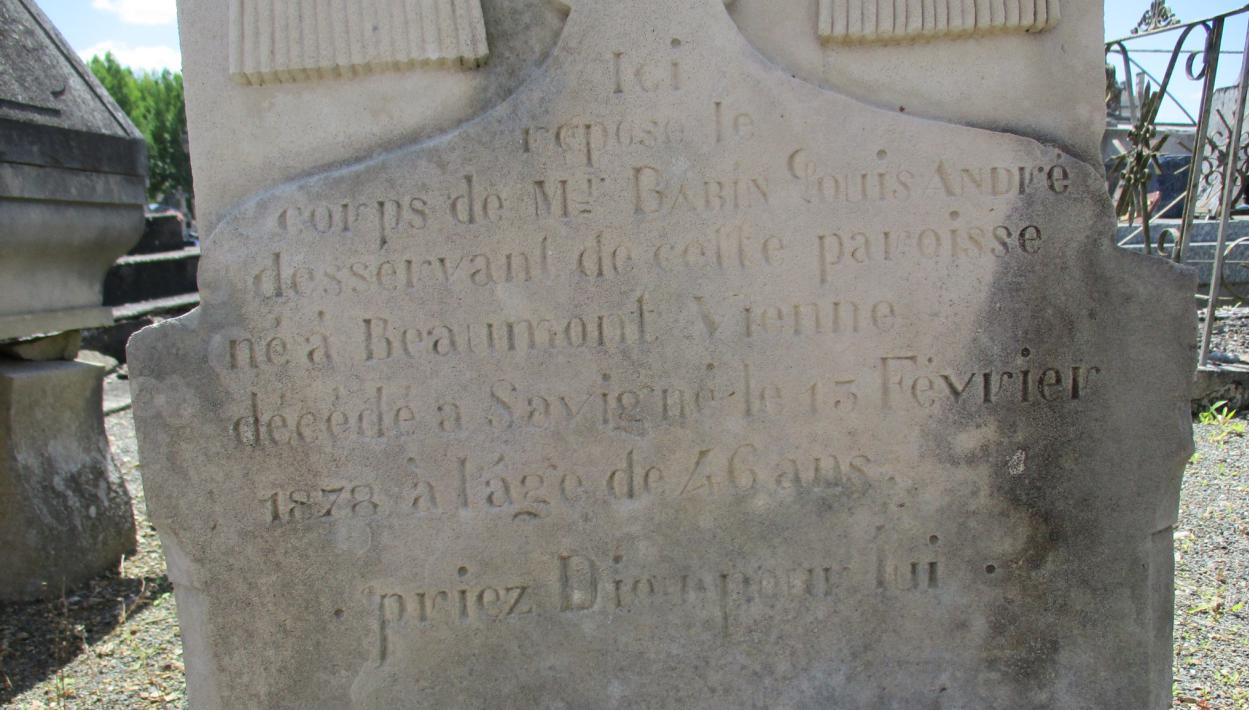 Ici
repose le
corps de Mr BABIN Louis ANDré
desservant de cette paroisse
né à Beaumont Vienne
décédé a Savigné le 13 Février
1878 à l'âge de 46 ans.
priez Dieu pour lui.